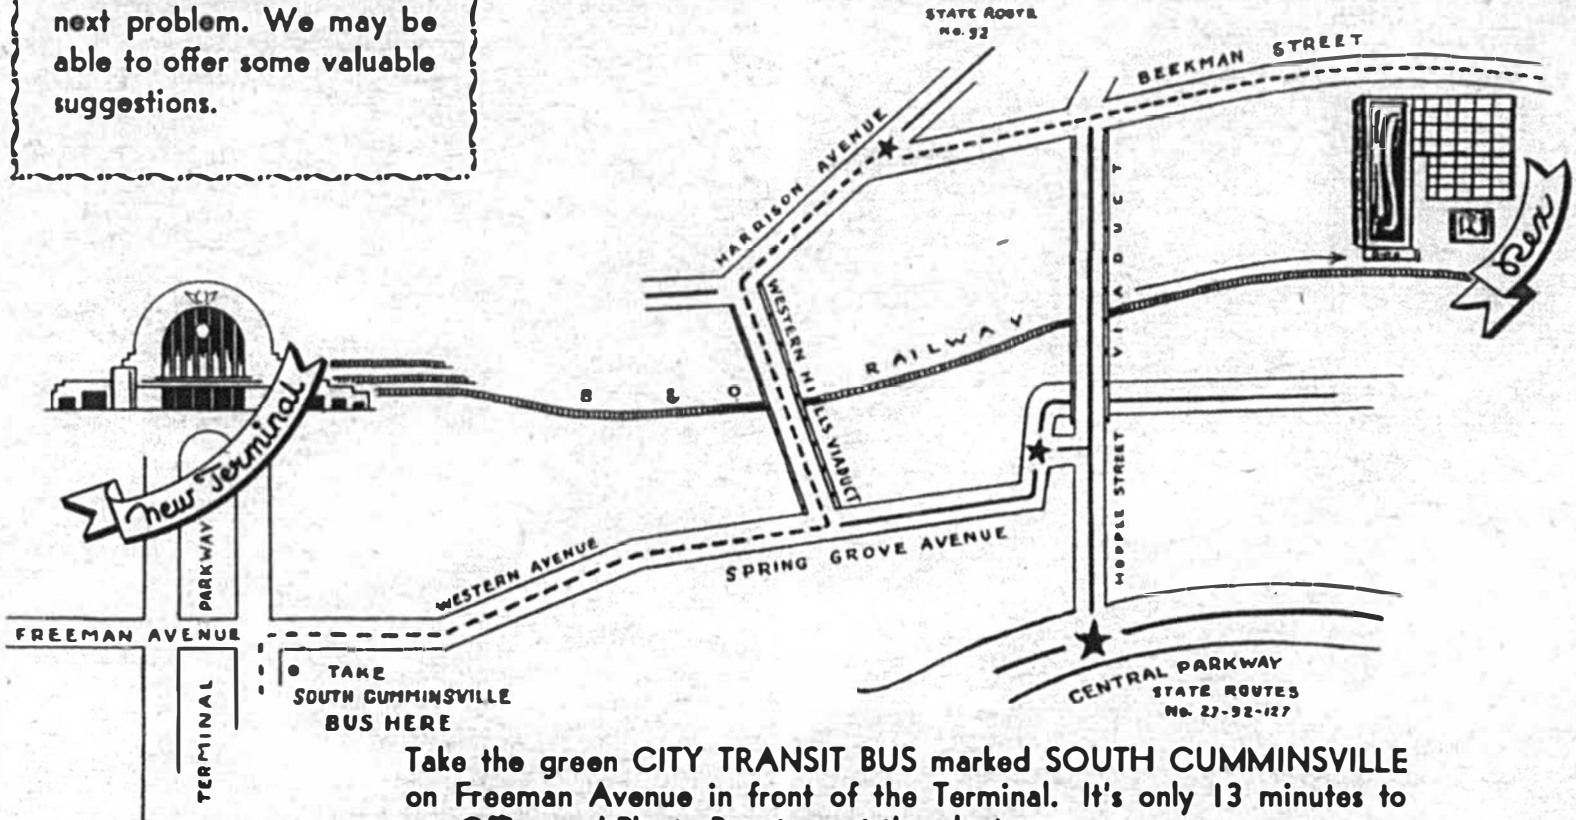 next problem. We may be
able to offer some valuable
suggestions.
STATE ROUTE
No. 52
BEEKMAN STREET
HARRISON AVENUE
VIADUCT
Rex
WESTERN HILLS VIADUCT
B & O RAILWAY
New Terminal
HOPPLE STREET
WESTERN AVENUE
SPRING GROVE AVENUE
PARKWAY
FREEMAN AVENUE
TAKE
SOUTH CUMMINSVILLE
BUS HERE
TERMINAL
CENTRAL PARKWAY
STATE ROUTES
No. 27-52-127
Take the green CITY TRANSIT BUS marked SOUTH CUMMINSVILLE
on Freeman Avenue in front of the Terminal. It's only 13 minutes to